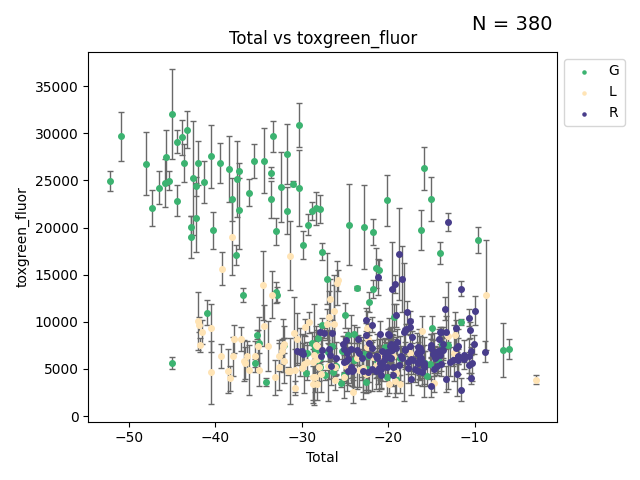 N = 380
Total vs toxgreen_fluor
G
L
R
35000
30000
25000
20000
15000
10000
5000
0
toxgreen_fluor
−50
−40
−30
−20
−10
Total